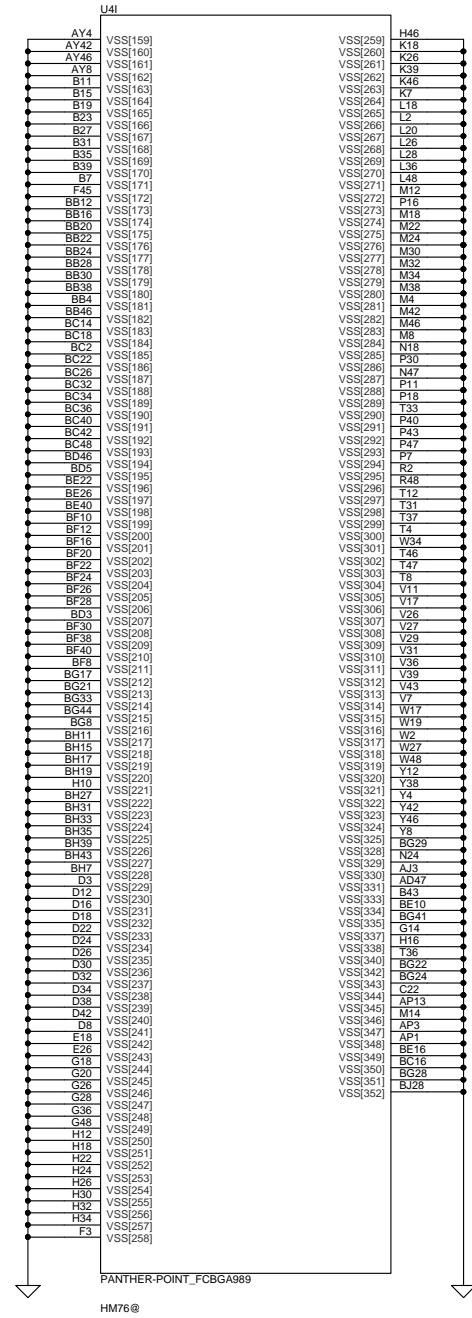 U4I
AY4 VSS[159]
AY42 VSS[160]
AY46 VSS[161]
AY8 VSS[162]
B11 VSS[163]
B15 VSS[164]
B19 VSS[165]
B23 VSS[166]
B27 VSS[167]
B31 VSS[168]
B35 VSS[169]
B39 VSS[170]
B7 VSS[171]
F45 VSS[172]
BB12 VSS[173]
BB16 VSS[174]
BB20 VSS[175]
BB22 VSS[176]
BB24 VSS[177]
BB28 VSS[178]
BB30 VSS[179]
BB38 VSS[180]
BB4 VSS[181]
BB46 VSS[182]
BC14 VSS[183]
BC18 VSS[184]
BC2 VSS[185]
BC22 VSS[186]
BC26 VSS[187]
BC32 VSS[188]
BC34 VSS[189]
BC36 VSS[190]
BC40 VSS[191]
BC42 VSS[192]
BC48 VSS[193]
BD46 VSS[194]
BD5 VSS[195]
BE22 VSS[196]
BE26 VSS[197]
BE40 VSS[198]
BF10 VSS[199]
BF12 VSS[200]
BF16 VSS[201]
BF20 VSS[202]
BF22 VSS[203]
BF24 VSS[204]
BF26 VSS[205]
BF28 VSS[206]
BD3 VSS[207]
BF30 VSS[208]
BF38 VSS[209]
BF40 VSS[210]
BF8 VSS[211]
BG17 VSS[212]
BG21 VSS[213]
BG33 VSS[214]
BG44 VSS[215]
BG8 VSS[216]
BH11 VSS[217]
BH15 VSS[218]
BH17 VSS[219]
BH19 VSS[220]
H10 VSS[221]
BH27 VSS[222]
BH31 VSS[223]
BH33 VSS[224]
BH35 VSS[225]
BH39 VSS[226]
BH43 VSS[227]
BH7 VSS[228]
D3 VSS[229]
D12 VSS[230]
D16 VSS[231]
D18 VSS[232]
D22 VSS[233]
D24 VSS[234]
D26 VSS[235]
D30 VSS[236]
D32 VSS[237]
D34 VSS[238]
D38 VSS[239]
D42 VSS[240]
D8 VSS[241]
E18 VSS[242]
E26 VSS[243]
G18 VSS[244]
G20 VSS[245]
G26 VSS[246]
G28 VSS[247]
G36 VSS[248]
G48 VSS[249]
H12 VSS[250]
H18 VSS[251]
H22 VSS[252]
H24 VSS[253]
H26 VSS[254]
H30 VSS[255]
H32 VSS[256]
H34 VSS[257]
F3 VSS[258]
VSS[259] H46
VSS[260] K18
VSS[261] K26
VSS[262] K39
VSS[263] K46
VSS[264] K7
VSS[265] L18
VSS[266] L2
VSS[267] L20
VSS[268] L26
VSS[269] L28
VSS[270] L36
VSS[271] L48
VSS[272] M12
VSS[273] P16
VSS[274] M18
VSS[275] M22
VSS[276] M24
VSS[277] M30
VSS[278] M32
VSS[279] M34
VSS[280] M38
VSS[281] M4
VSS[282] M42
VSS[283] M46
VSS[284] M8
VSS[285] N18
VSS[286] P30
VSS[287] N47
VSS[288] P11
VSS[289] P18
VSS[290] T33
VSS[291] P40
VSS[292] P43
VSS[293] P47
VSS[294] P7
VSS[295] R2
VSS[296] R48
VSS[297] T12
VSS[298] T31
VSS[299] T37
VSS[300] T4
VSS[301] W34
VSS[302] T46
VSS[303] T47
VSS[304] T8
VSS[305] V11
VSS[306] V17
VSS[307] V26
VSS[308] V27
VSS[309] V29
VSS[310] V31
VSS[311] V36
VSS[312] V39
VSS[313] V43
VSS[314] V7
VSS[315] W17
VSS[316] W19
VSS[317] W2
VSS[318] W27
VSS[319] W48
VSS[320] Y12
VSS[321] Y38
VSS[322] Y4
VSS[323] Y42
VSS[324] Y46
VSS[325] Y8
VSS[328] BG29
VSS[329] N24
VSS[330] AJ3
VSS[331] AD47
VSS[333] B43
VSS[334] BE10
VSS[335] BG41
VSS[337] G14
VSS[338] H16
VSS[340] T36
VSS[342] BG22
VSS[343] BG24
VSS[344] C22
VSS[345] AP13
VSS[346] M14
VSS[347] AP3
VSS[348] AP1
VSS[349] BE16
VSS[350] BC16
VSS[351] BG28
VSS[352] BJ28
PANTHER-POINT_FCBGA989
HM76@